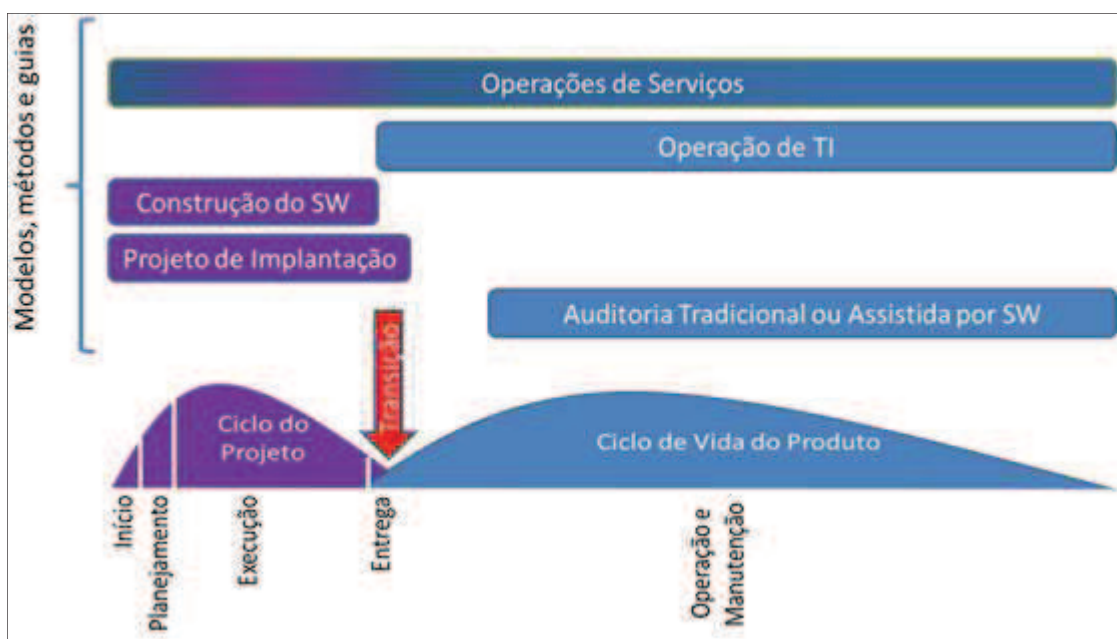 Modelos, métodos e guias
Operações de Serviços
Operação de TI
Construção do SW
Projeto de Implantação
Auditoria Tradicional ou Assistida por SW
Transição
Ciclo do
Projeto
Ciclo de Vida do Produto
Início
Planejamento
Execução
Entrega
Operação e
Manutenção